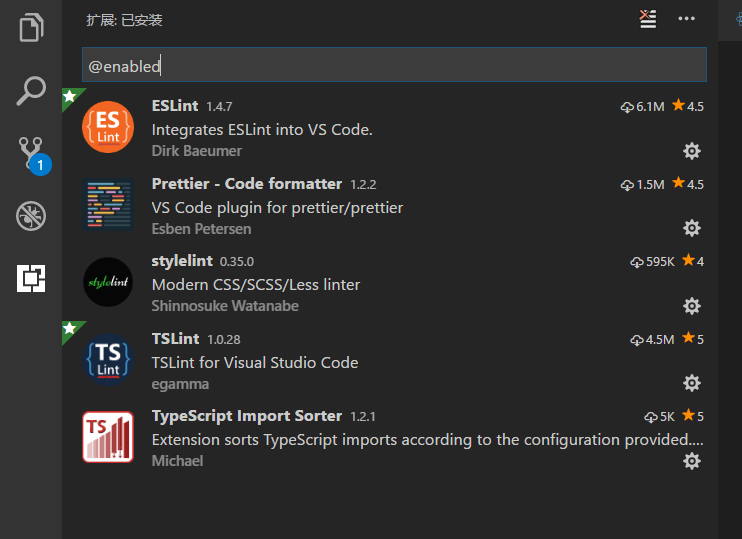 扩展: 已安装
@enabled
1
ES
Lint
ESLint 1.4.7 6.1M 4.5
Integrates ESLint into VS Code.
Dirk Baeumer
Prettier - Code formatter 1.2.2 1.5M 4.5
VS Code plugin for prettier/prettier
Esben Petersen
stylelint
stylelint 0.35.0 595K 4
Modern CSS/SCSS/Less linter
Shinnosuke Watanabe
TS
Lint
TSLint 1.0.28 4.5M 5
TSLint for Visual Studio Code
egamma
TS
TypeScript Import Sorter 1.2.1 5K 5
Extension sorts TypeScript imports according to the configuration provided....
Michael